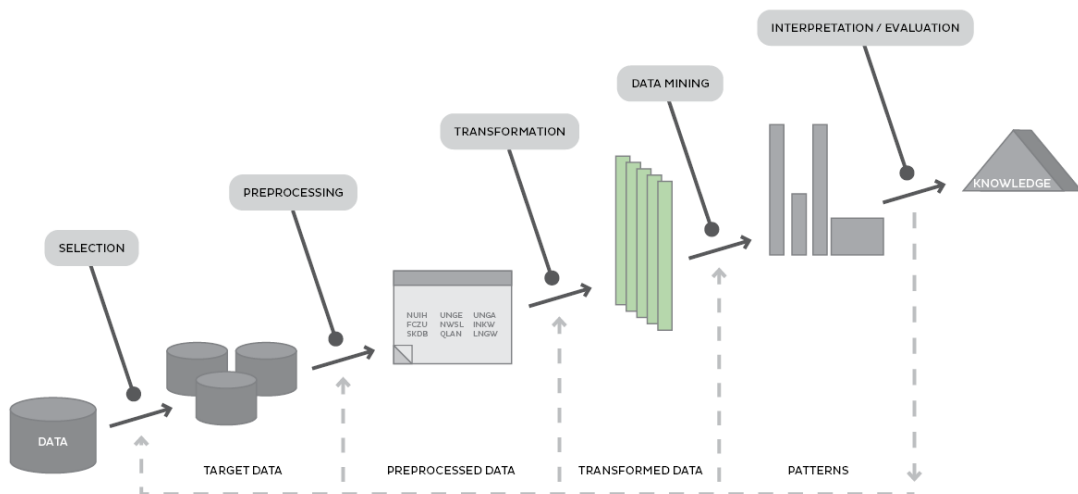 INTERPRETATION / EVALUATION
DATA MINING
TRANSFORMATION
KNOWLEDGE
PREPROCESSING
SELECTION
NUIH UNGE UNGA
FCZU NWSL INKW
SKDB QLAN LNGW
DATA
TARGET DATA
PREPROCESSED DATA
TRANSFORMED DATA
PATTERNS